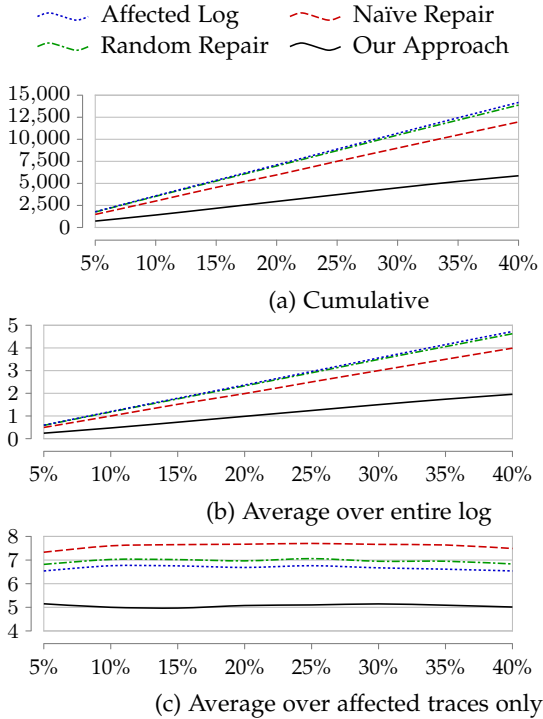 Affected Log Naïve Repair
Random Repair Our Approach
15,000
12,500
10,000
7,500
5,000
2,500
0
5% 10% 15% 20% 25% 30% 35% 40%
(a) Cumulative
5
4
3
2
1
0
5% 10% 15% 20% 25% 30% 35% 40%
(b) Average over entire log
8
7
6
5
4
5% 10% 15% 20% 25% 30% 35% 40%
(c) Average over affected traces only